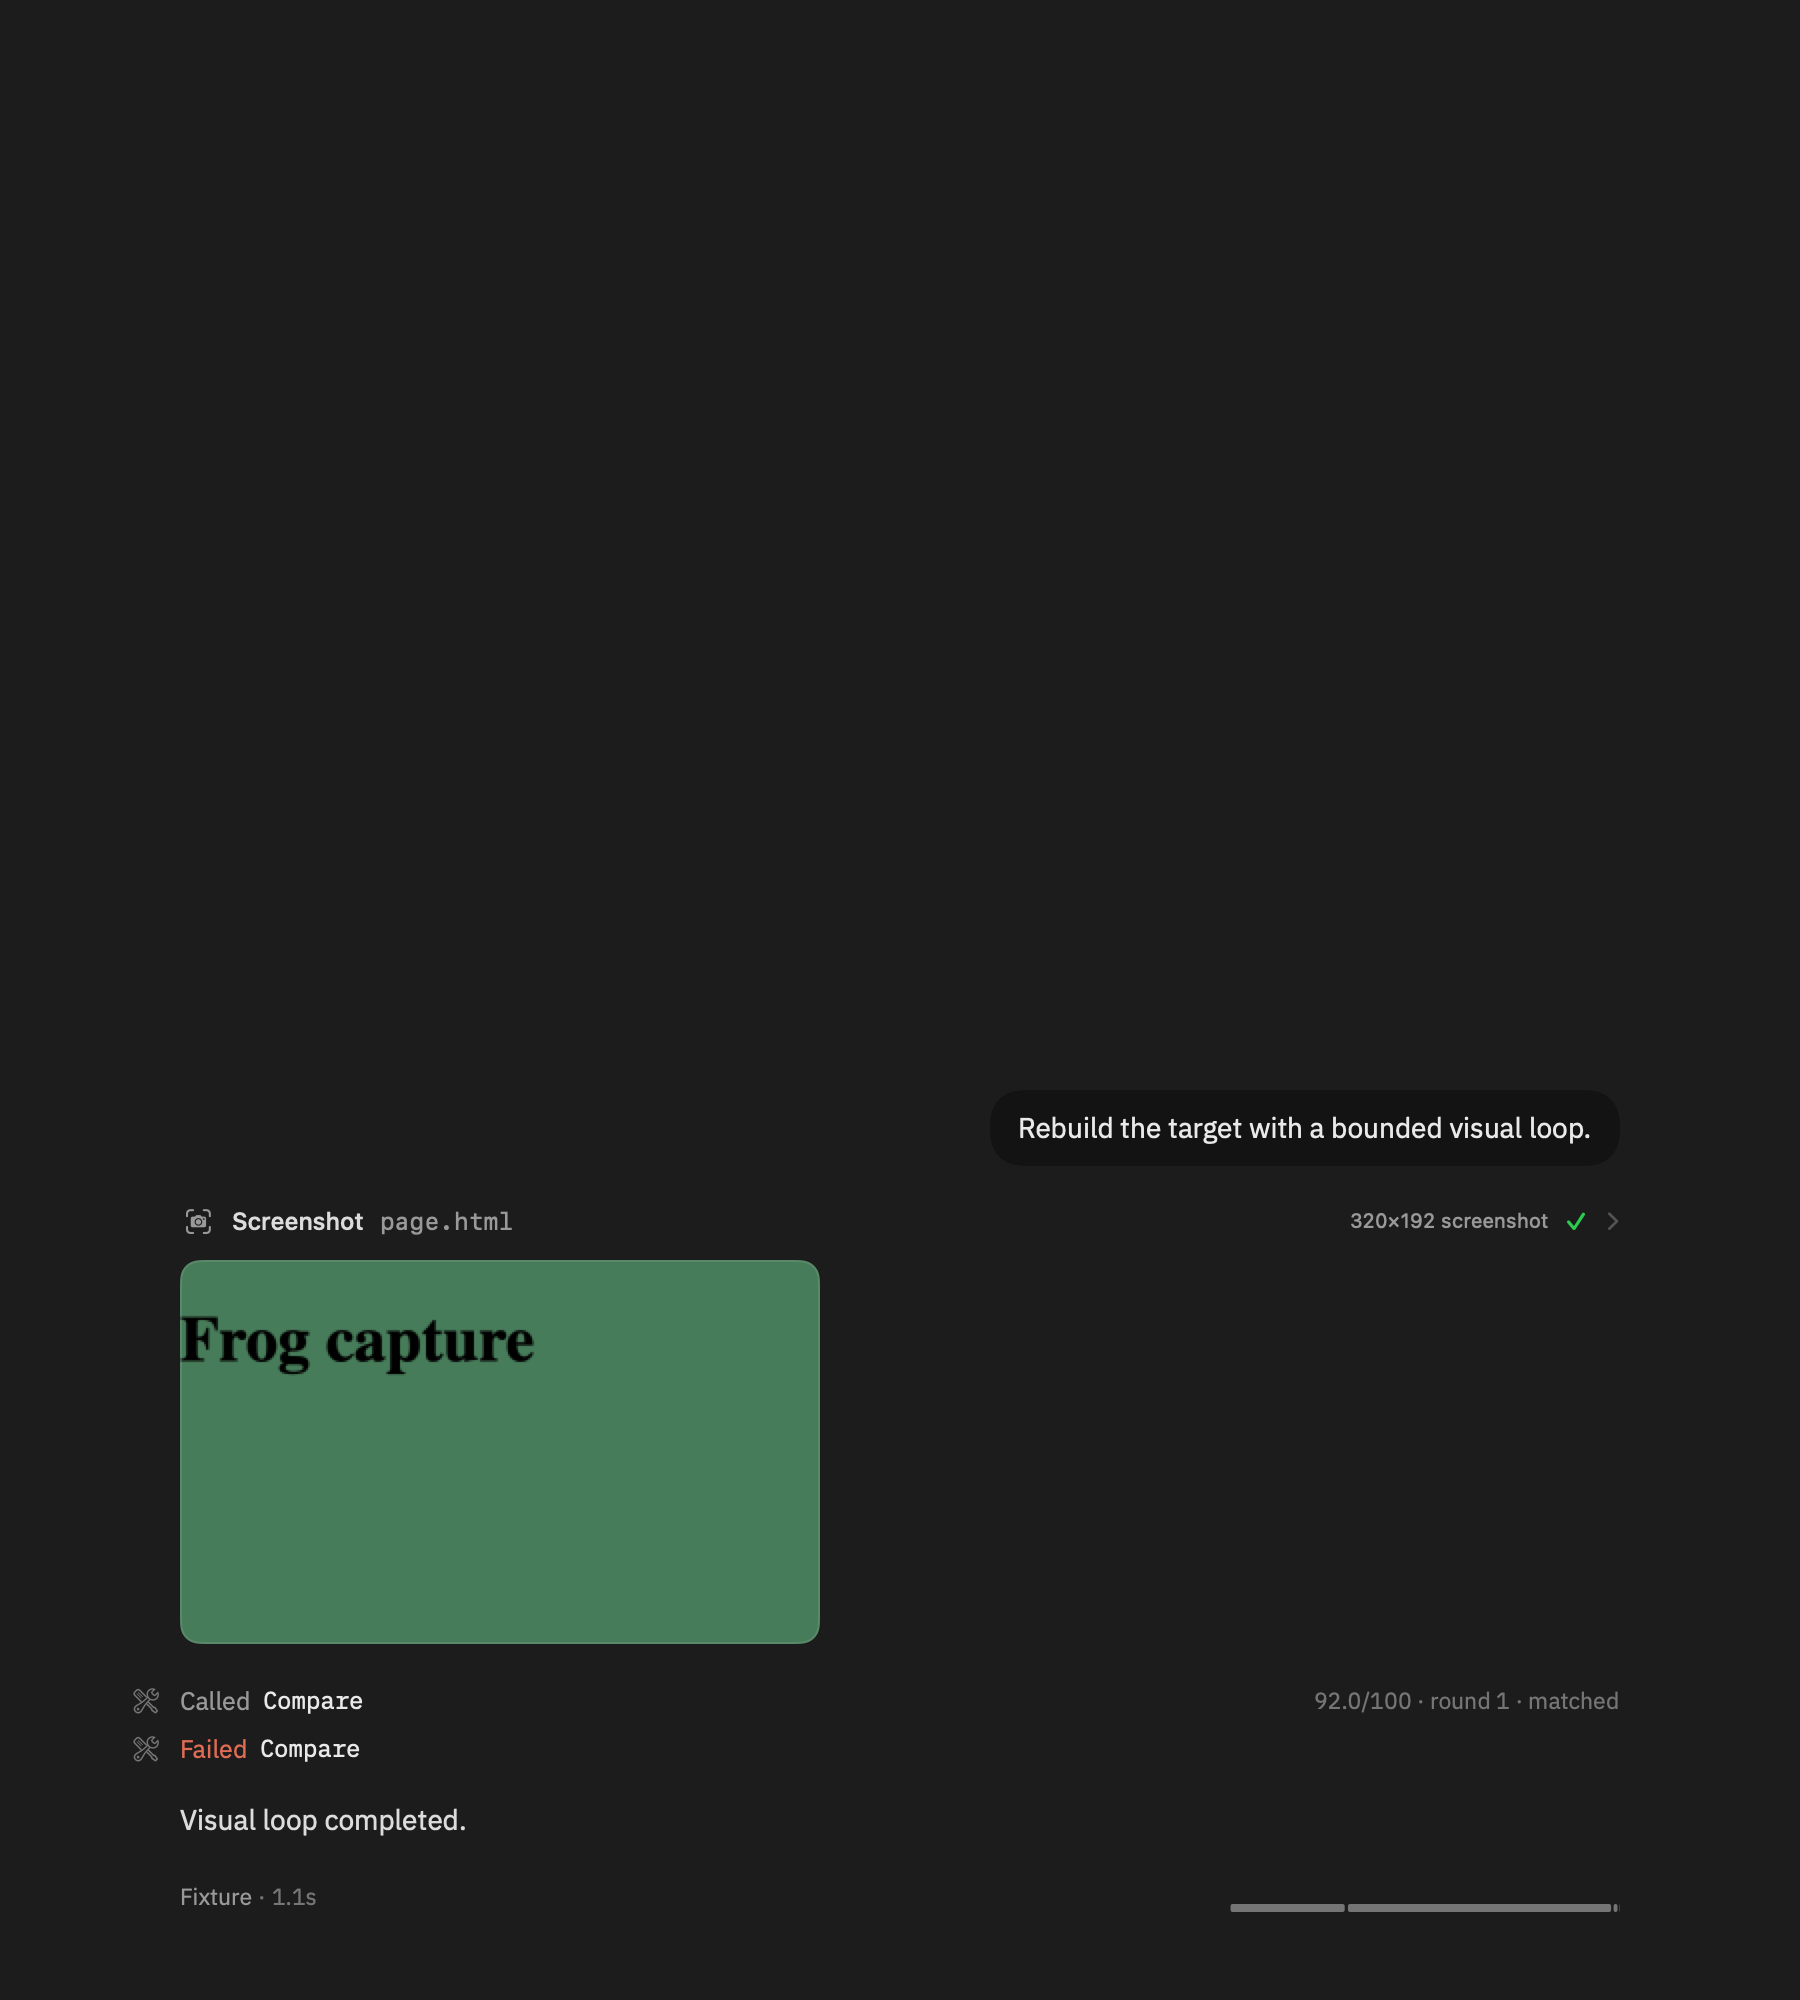 Rebuild the target with a bounded visual loop.
Screenshot page.html 320×192 screenshot
Frog capture
Called Compare 92.0/100 · round 1 · matched
Failed Compare
Visual loop completed.
Fixture · 1.1s